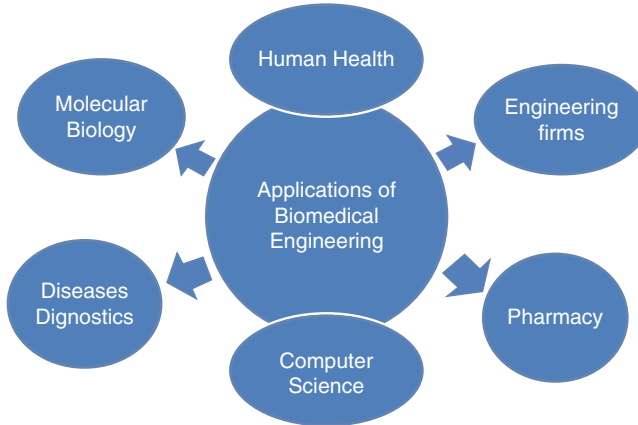 Human Health
Molecular
Biology
Engineering
firms
Applications of
Biomedical
Engineering
Diseases
Dignostics
Pharmacy
Computer
Science